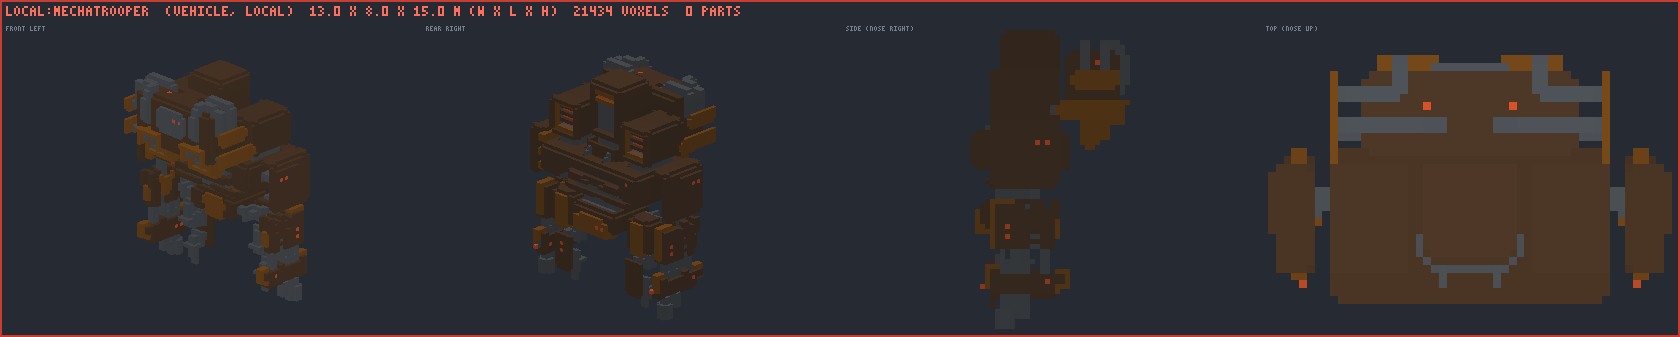 LOCAL:MECHATROOPER (VEHICLE, LOCAL) 13.0 X 8.0 X 15.0 M (W X L X H) 21434 VOXELS 0 PARTS
FRONT LEFT
REAR RIGHT
SIDE (NOSE RIGHT)
TOP (NOSE UP)